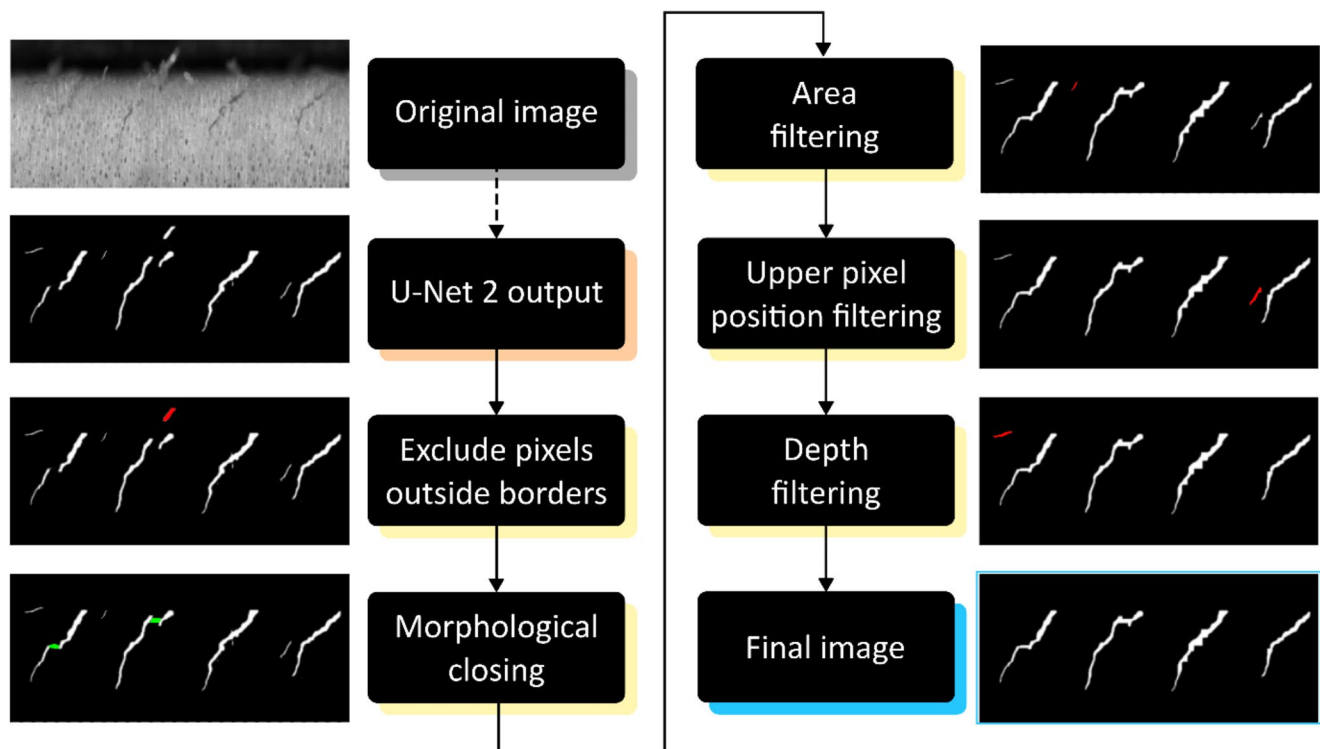 Original image
U-Net 2 output
Exclude pixels
outside borders
Morphological
closing
Area
filtering
Upper pixel
position filtering
Depth
filtering
Final image